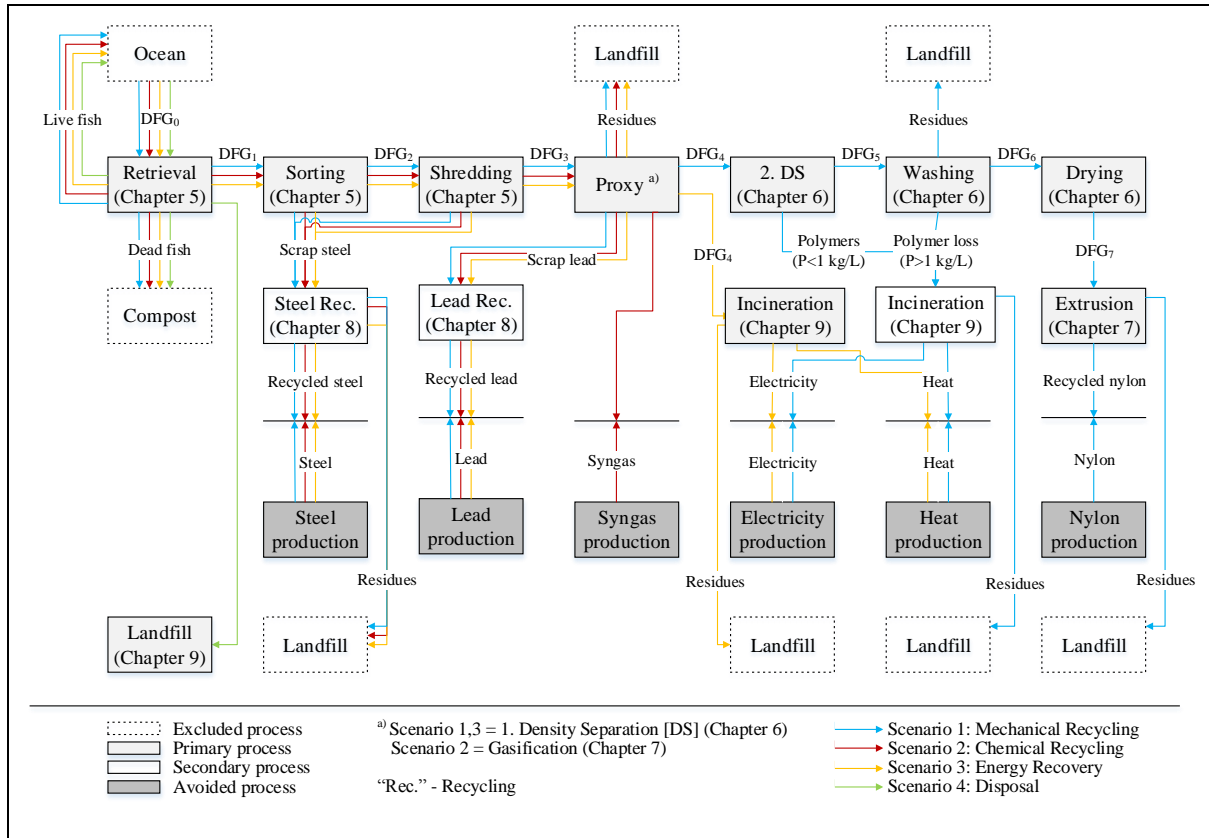 Ocean
Landfill
Landfill
Live fish
DFG0
Residues
Residues
DFG1
DFG2
DFG3
DFG4
DFG5
DFG6
Retrieval
(Chapter 5)
Sorting
(Chapter 5)
Shredding
(Chapter 5)
Proxy a)
2. DS
(Chapter 6)
Washing
(Chapter 6)
Drying
(Chapter 6)
Dead fish
Scrap steel
Scrap lead
DFG4
Polymers
(P<1 kg/L)
Polymer loss
(P>1 kg/L)
DFG7
Compost
Steel Rec.
(Chapter 8)
Lead Rec.
(Chapter 8)
Incineration
(Chapter 9)
Incineration
(Chapter 9)
Extrusion
(Chapter 7)
Recycled steel
Recycled lead
Electricity
Heat
Recycled nylon
Steel
Lead
Syngas
Electricity
Heat
Nylon
Steel
production
Lead
production
Syngas
production
Electricity
production
Heat
production
Nylon
production
Residues
Residues
Residues
Residues
Landfill
(Chapter 9)
Landfill
Landfill
Landfill
Landfill
Excluded process
Primary process
Secondary process
Avoided process
a) Scenario 1,3 = 1. Density Separation [DS] (Chapter 6)
Scenario 2 = Gasification (Chapter 7)
“Rec.” - Recycling
Scenario 1: Mechanical Recycling
Scenario 2: Chemical Recycling
Scenario 3: Energy Recovery
Scenario 4: Disposal